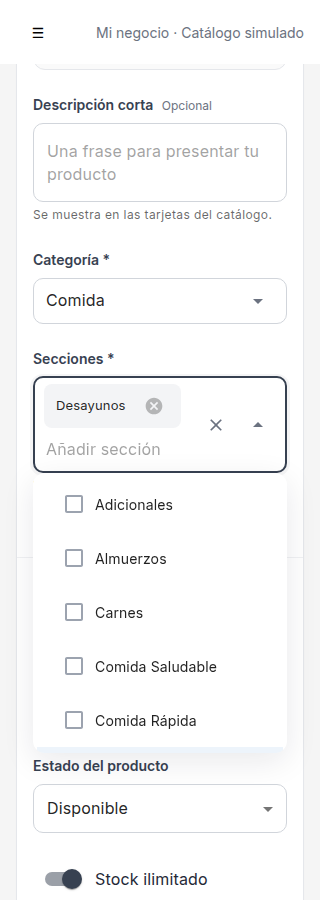 Mi negocio · Catálogo simulado
Descripción corta Opcional
Una frase para presentar tu
producto
Se muestra en las tarjetas del catálogo.
Categoría *
Comida
Secciones *
Desayunos
Añadir sección
Adicionales
Almuerzos
Carnes
Comida Saludable
Comida Rápida
Estado del producto
Disponible
Stock ilimitado